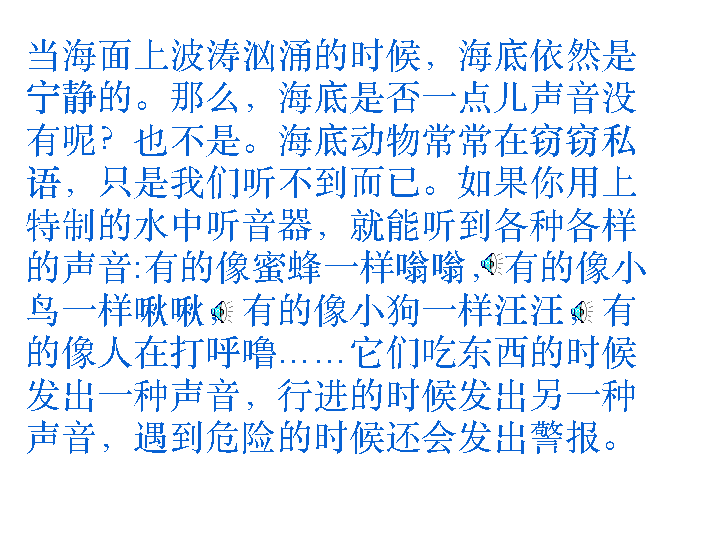 当海面上波涛汹涌的时候，海底依然是
宁静的。那么，海底是否一点儿声音没
有呢？也不是。海底动物常常在窃窃私
语，只是我们听不到而已。如果你用上
特制的水中听音器，就能听到各种各样
的声音:有的像蜜蜂一样嗡嗡，有的像小
鸟一样啾啾，有的像小狗一样汪汪，有
的像人在打呼噜……它们吃东西的时候
发出一种声音，行进的时候发出另一种
声音，遇到危险的时候还会发出警报。